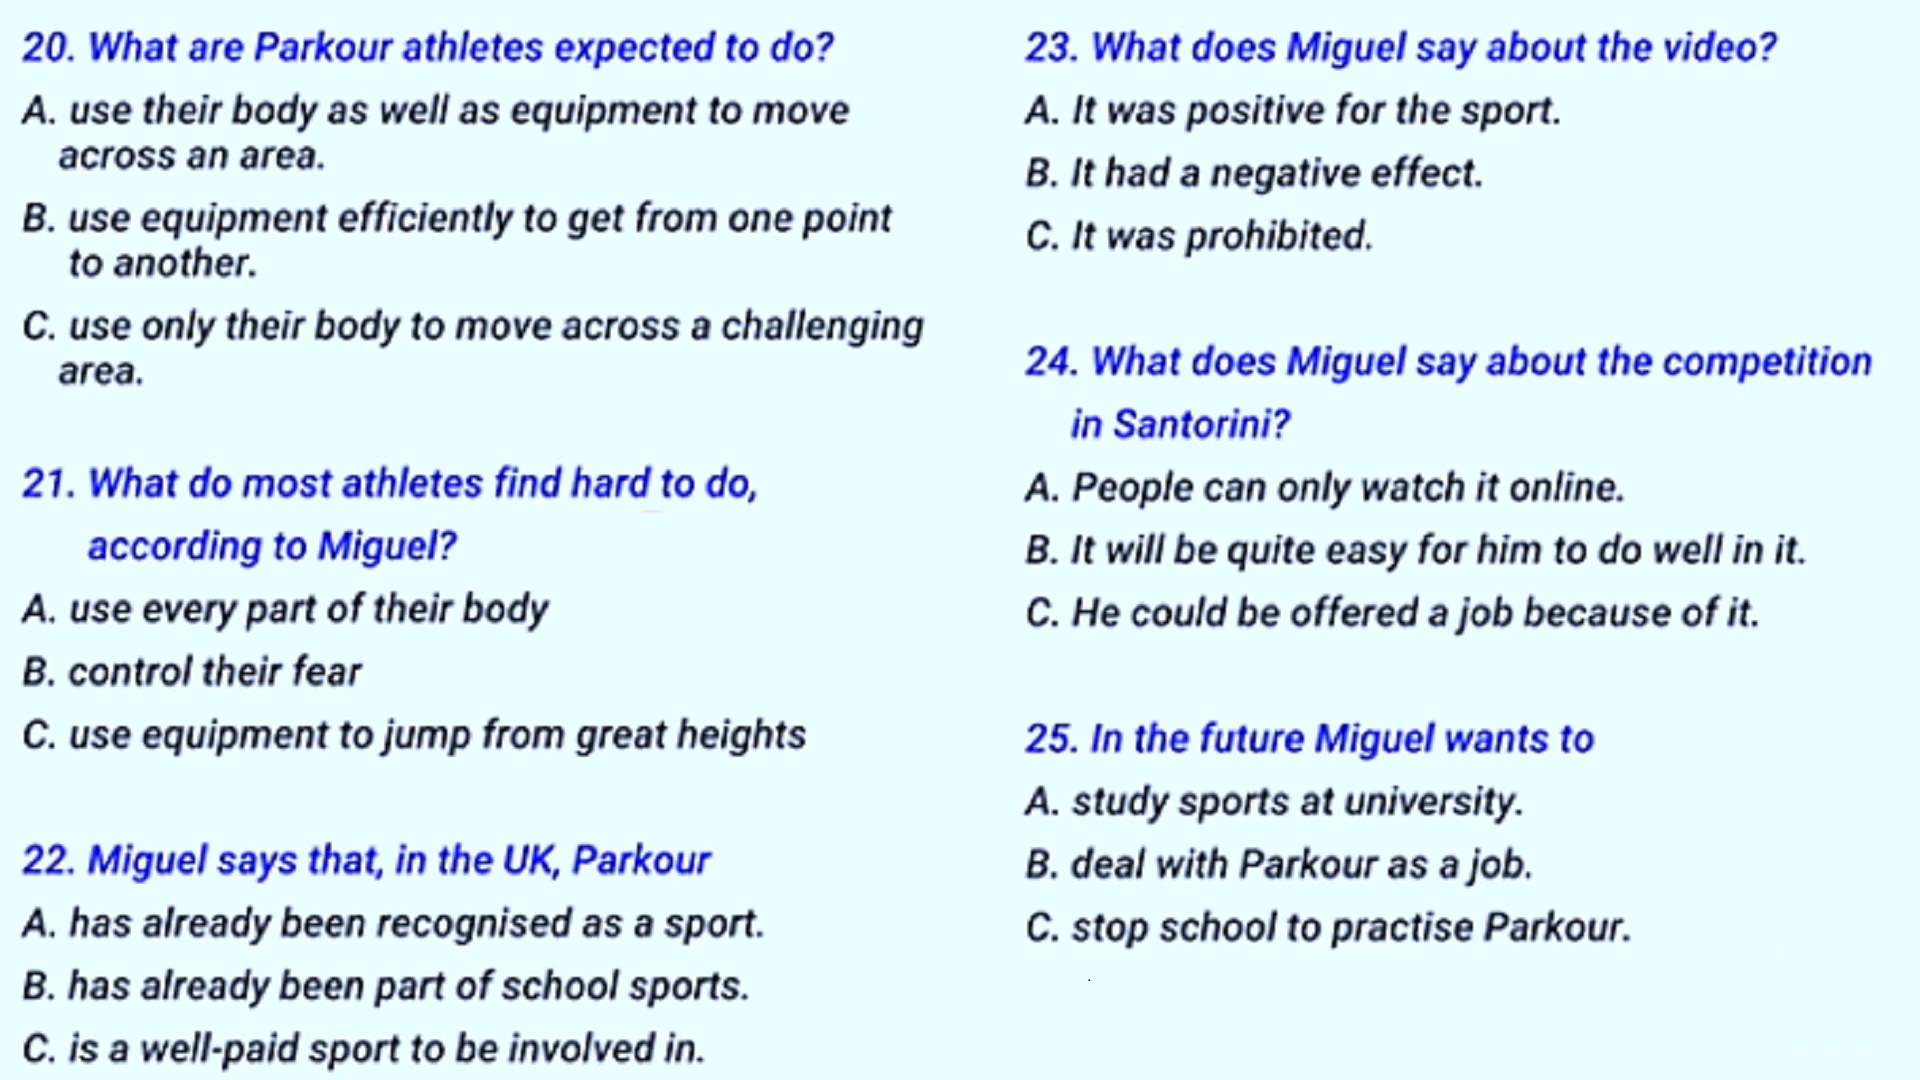 20. What are Parkour athletes expected to do?
A. use their body as well as equipment to move
across an area.
B. use equipment efficiently to get from one point
to another.
C. use only their body to move across a challenging
area.
21. What do most athletes find hard to do,
according to Miguel?
A. use every part of their body
B. control their fear
C. use equipment to jump from great heights
22. Miguel says that, in the UK, Parkour
A. has already been recognised as a sport.
B. has already been part of school sports.
C. is a well-paid sport to be involved in.
23. What does Miguel say about the video?
A. It was positive for the sport.
B. It had a negative effect.
C. It was prohibited.
24. What does Miguel say about the competition
in Santorini?
A. People can only watch it online.
B. It will be quite easy for him to do well in it.
C. He could be offered a job because of it.
25. In the future Miguel wants to
A. study sports at university.
B. deal with Parkour as a job.
C. stop school to practise Parkour.